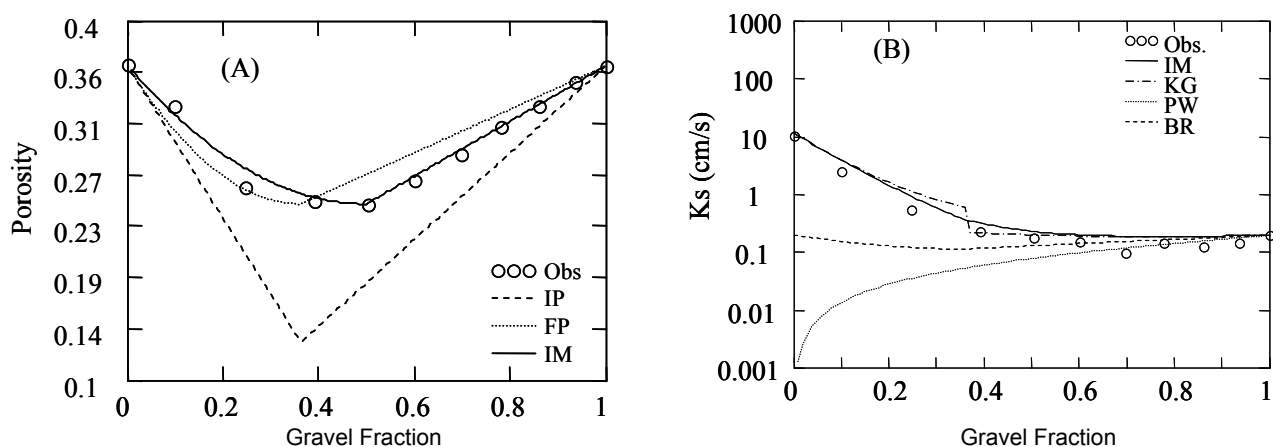 (A)
Porosity
0.4
0.36
0.31
0.27
0.23
0.19
0.14
0.1
0 0.2 0.4 0.6 0.8 1
Gravel Fraction
Obs
IP
FP
IM
(B)
Ks (cm/s)
1000
100
10
1
0.1
0.01
0.001
0 0.2 0.4 0.6 0.8 1
Gravel Fraction
Obs.
IM
KG
PW
BR